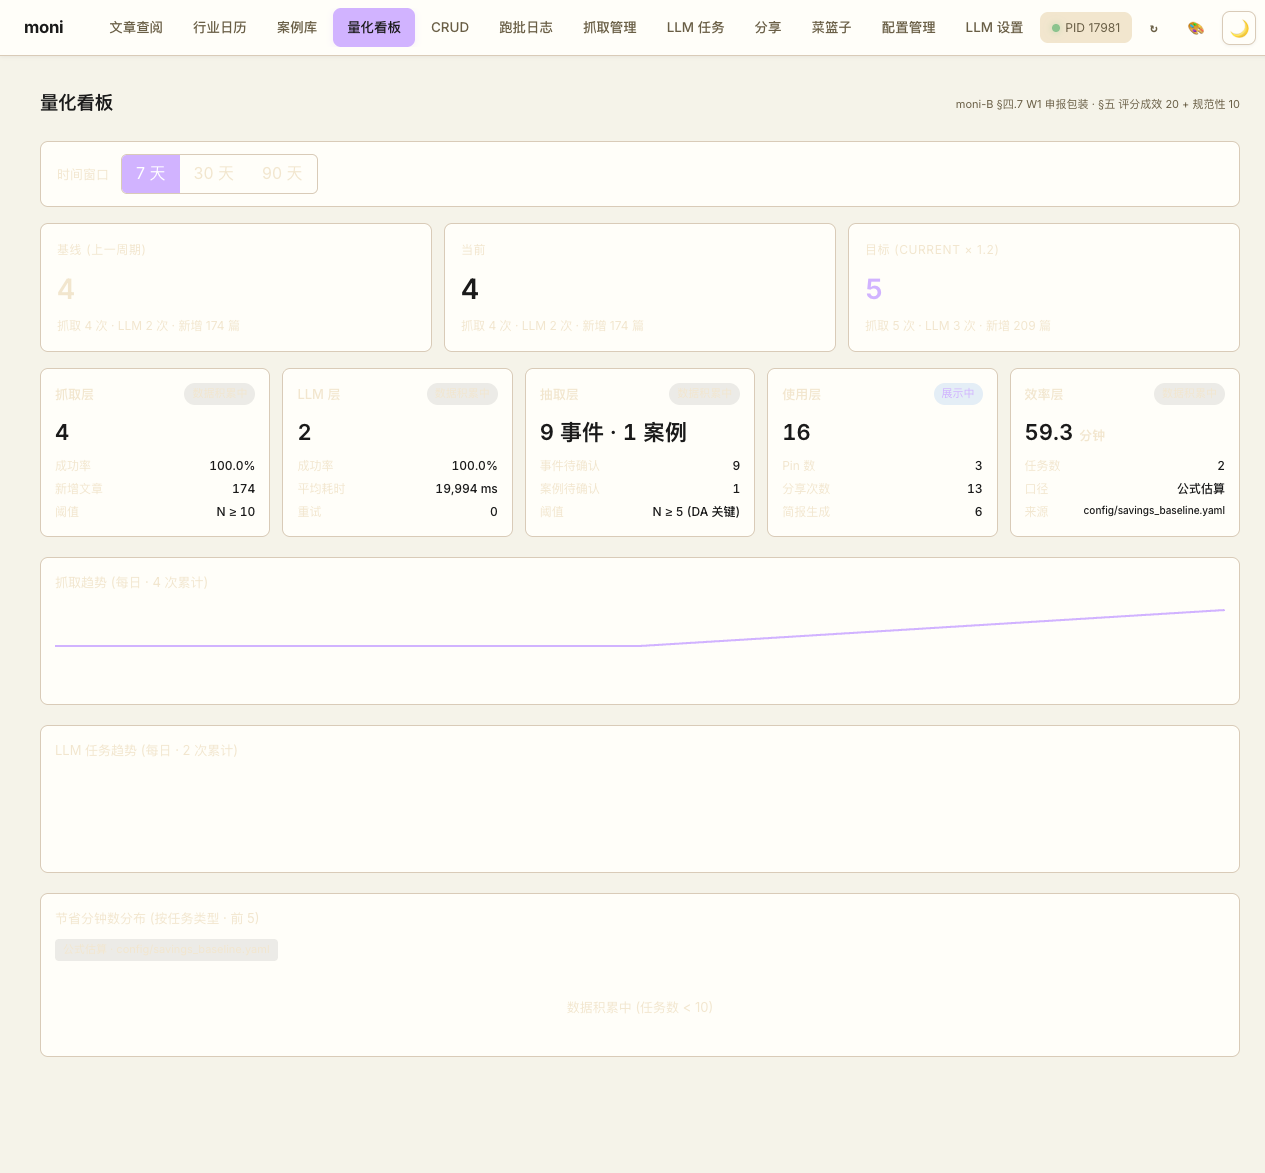 moni 文章查阅 行业日历 案例库 量化看板 CRUD 跑批日志 抓取管理 LLM 任务 分享 菜篮子 配置管理 LLM 设置 PID 17981 ↻
量化看板 moni-B §四.7 W1 申报包装 · §五 评分成效 20 + 规范性 10
时间窗口 7 天 30 天 90 天
基线 (上一周期)
4
抓取 4 次 · LLM 2 次 · 新增 174 篇
当前
4
抓取 4 次 · LLM 2 次 · 新增 174 篇
目标 (CURRENT × 1.2)
5
抓取 5 次 · LLM 3 次 · 新增 209 篇
抓取层
4
成功率 100.0%
新增文章 174
阈值 N ≥ 10
LLM 层
2
成功率 100.0%
平均耗时 19,994 ms
重试 0
抽取层
9 事件 · 1 案例
事件待确认 9
案例待确认 1
阈值 N ≥ 5 (DA 关键)
使用层 展示中
16
Pin 数 3
分享次数 13
简报生成 6
效率层
59.3 分钟
任务数 2
口径 公式估算
来源 config/savings_baseline.yaml
抓取趋势 (每日 · 4 次累计)
LLM 任务趋势 (每日 · 2 次累计)
节省分钟数分布 (按任务类型 · 前 5)
数据积累中 (任务数 < 10)